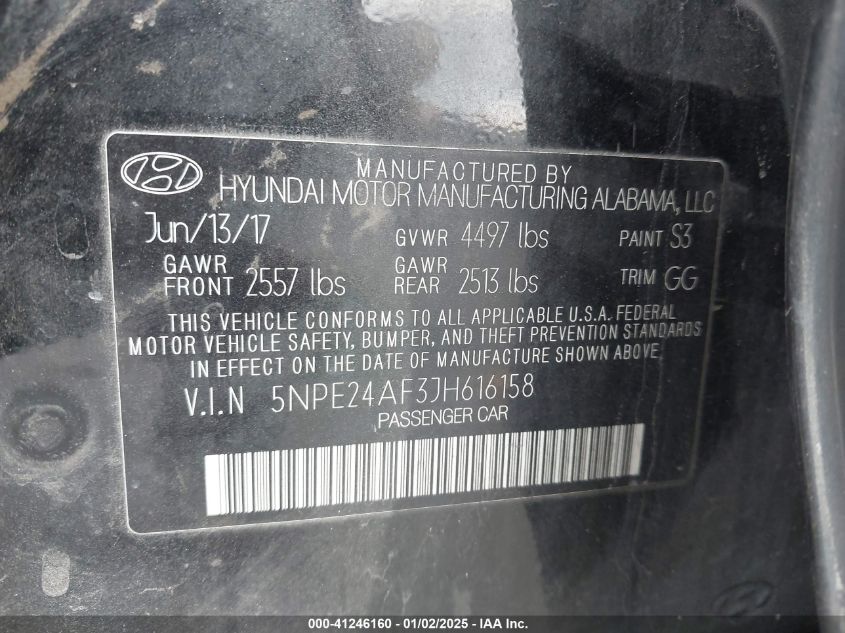 MANUFACTURED BY
HYUNDAI MOTOR MANUFACTURING ALABAMA, LLC
Jun/13/17 GVWR 4497 lbs PAINT S3
GAWR FRONT 2557 lbs GAWR REAR 2513 lbs TRIM GG
THIS VEHICLE CONFORMS TO ALL APPLICABLE U.S.A. FEDERAL
MOTOR VEHICLE SAFETY, BUMPER, AND THEFT PREVENTION STANDARDS
IN EFFECT ON THE DATE OF MANUFACTURE SHOWN ABOVE.
V.I.N 5NPE24AF3JH616158
PASSENGER CAR
000-41246160 - 01/02/2025 - IAA Inc.